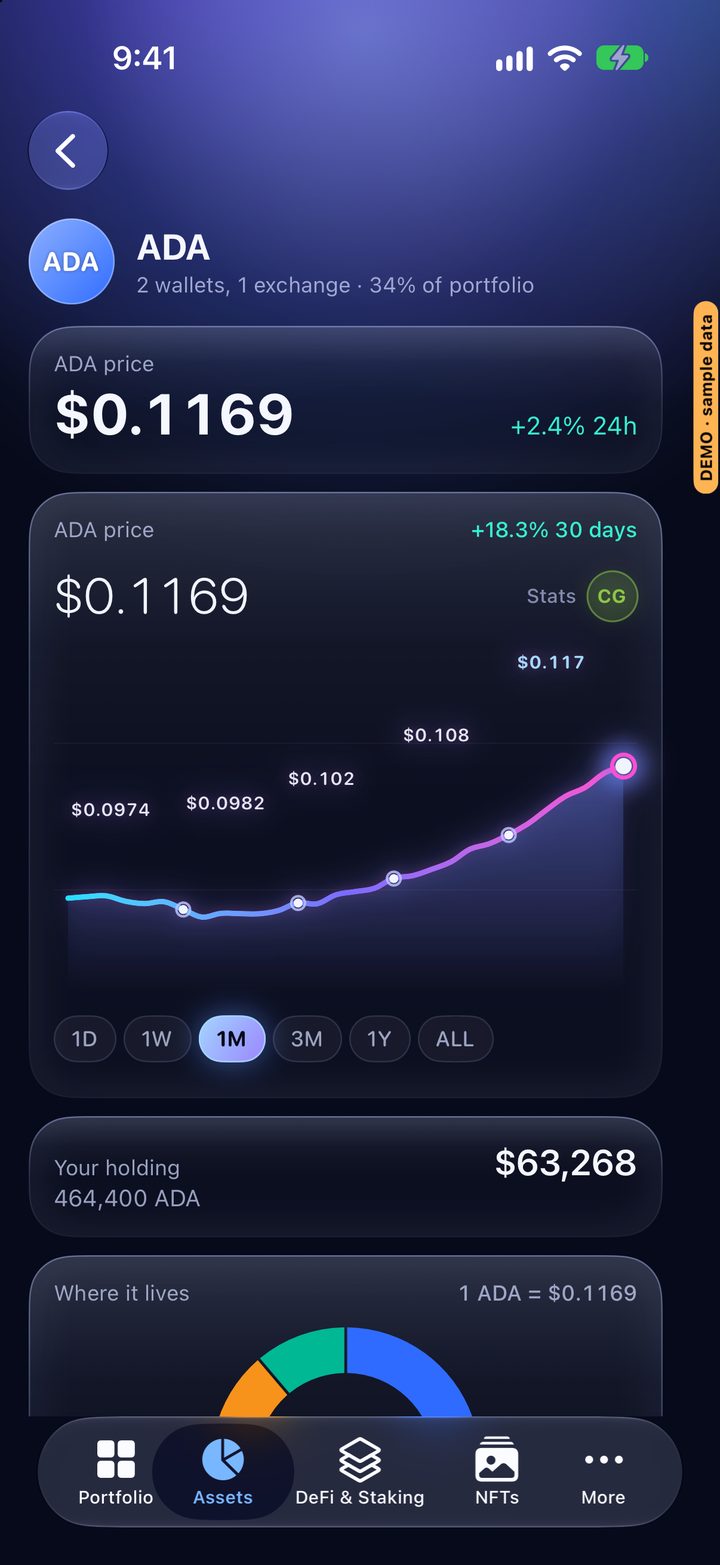 9:41
ADA
ADA
2 wallets, 1 exchange · 34% of portfolio
DEMO · sample data
ADA price
$0.1169
+2.4% 24h
ADA price
+18.3% 30 days
$0.1169
Stats
CG
$0.117
$0.108
$0.102
$0.0982
$0.0974
1D
1W
1M
3M
1Y
ALL
Your holding
$63,268
464,400 ADA
Where it lives
1 ADA = $0.1169
Portfolio
Assets
DeFi & Staking
NFTs
More